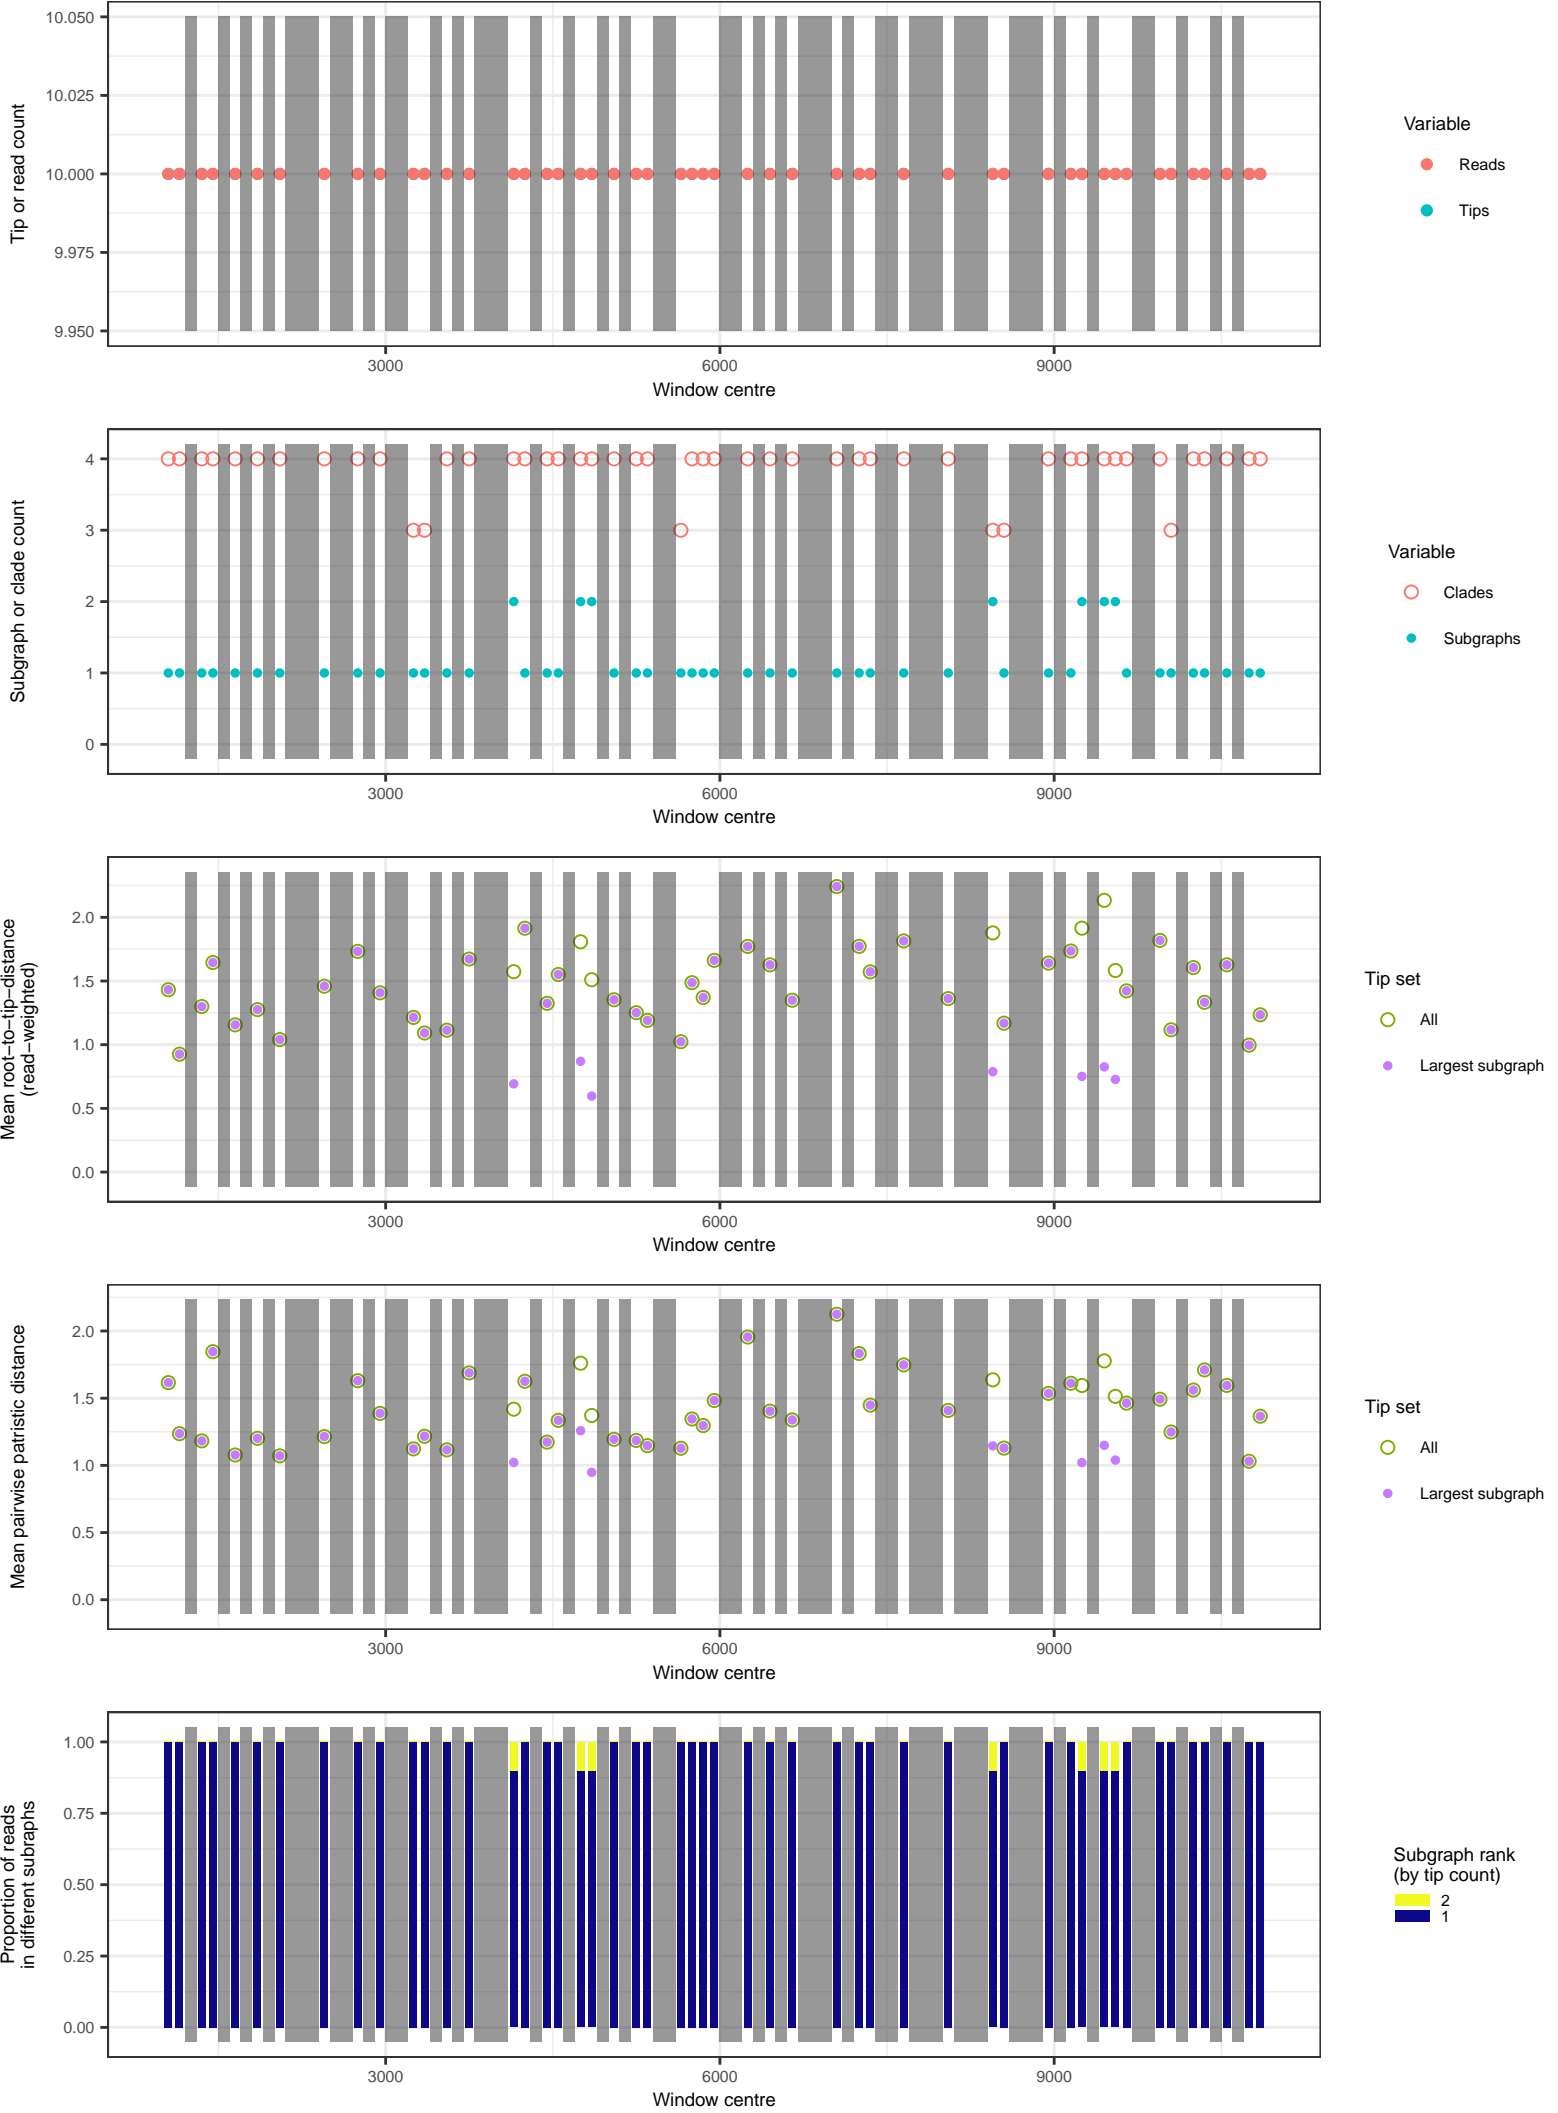 10.050
10.025
10.000
9.975
9.950
Tip or read count
3000
6000
9000
Window centre
Variable
Reads
Tips
4
3
2
1
0
Subgraph or clade count
3000
6000
9000
Window centre
Variable
Clades
Subgraphs
2.0
1.5
1.0
0.5
0.0
Mean root−to−tip−distance
(read−weighted)
3000
6000
9000
Window centre
Tip set
All
Largest subgraph
2.0
1.5
1.0
0.5
0.0
Mean pairwise patristic distance
3000
6000
9000
Window centre
Tip set
All
Largest subgraph
1.00
0.75
0.50
0.25
0.00
Proportion of reads
in different subraphs
3000
6000
9000
Window centre
Subgraph rank
(by tip count)
2
1